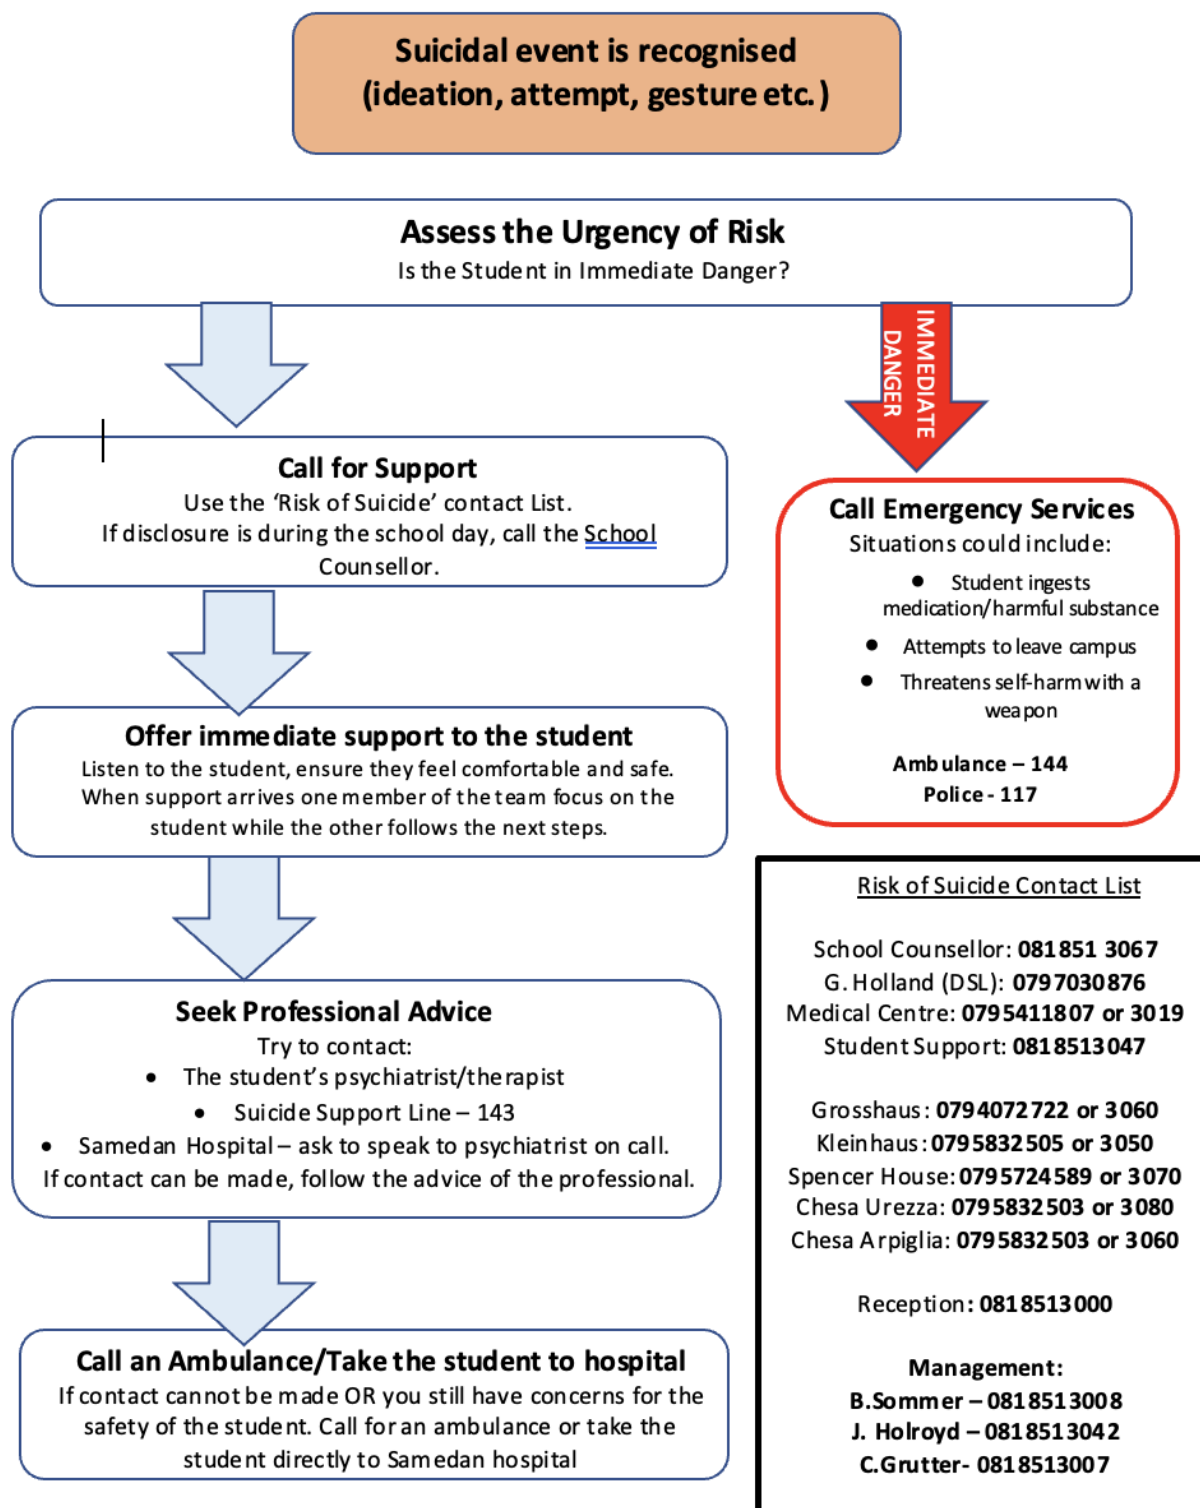 Suicidal event is recognised
(ideation, attempt, gesture etc.)
Assess the Urgency of Risk
Is the Student in Immediate Danger?
IMMEDIATE
DANGER
Call for Support
Use the ‘Risk of Suicide’ contact List.
If disclosure is during the school day, call the School
Counsellor.
Offer immediate support to the student
Listen to the student, ensure they feel comfortable and safe.
When support arrives one member of the team focus on the
student while the other follows the next steps.
Seek Professional Advice
Try to contact:
• The student’s psychiatrist/therapist
• Suicide Support Line – 143
• Samedan Hospital – ask to speak to psychiatrist on call.
If contact can be made, follow the advice of the professional.
Call an Ambulance/Take the student to hospital
If contact cannot be made OR you still have concerns for the
safety of the student. Call for an ambulance or take the
student directly to Samedan hospital
Call Emergency Services
Situations could include:
• Student ingests
medication/harmful substance
• Attempts to leave campus
• Threatens self-harm with a
weapon
Ambulance – 144
Police - 117
Risk of Suicide Contact List
School Counsellor: 081851 3067
G. Holland (DSL): 0797030876
Medical Centre: 0795411807 or 3019
Student Support: 0818513047
Grosshaus: 0794072722 or 3060
Kleinhaus: 0795832505 or 3050
Spencer House: 0795724589 or 3070
Chesa Urezza: 0795832503 or 3080
Chesa Arpiglia: 0795832503 or 3060
Reception: 0818513000
Management:
B.Sommer – 0818513008
J. Holroyd – 0818513042
C.Grutter- 0818513007